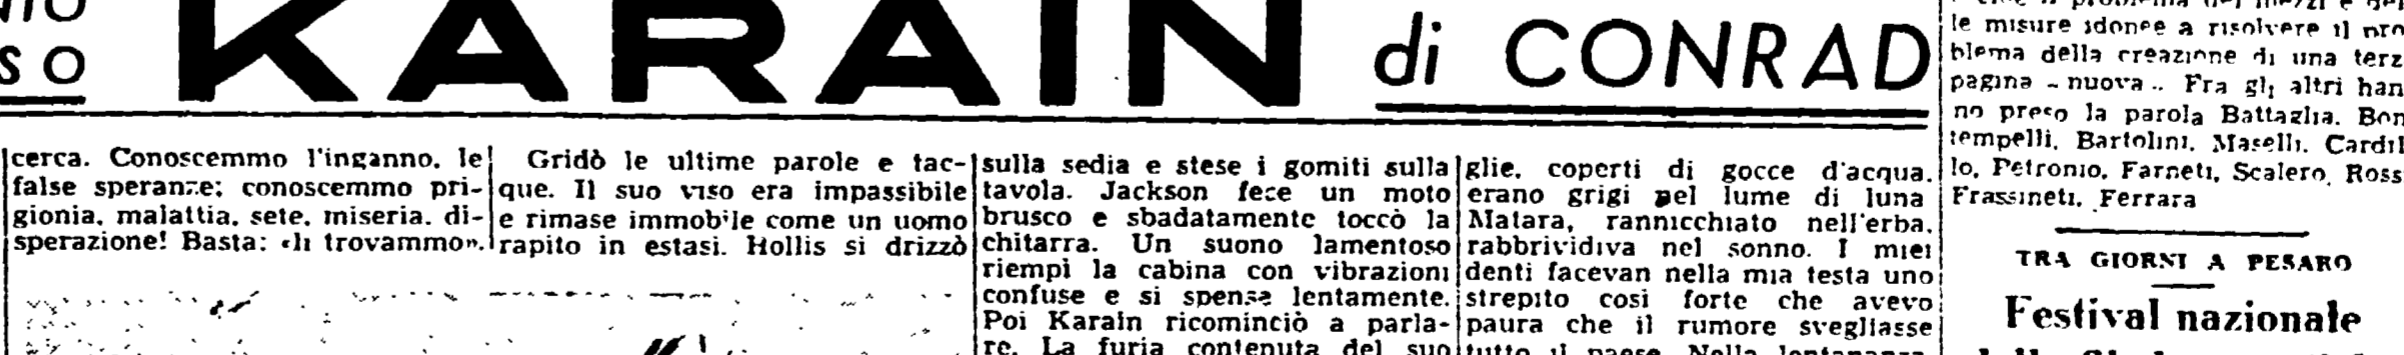 SO
KARAIN di CONRAD
cerca. Conoscemmo l'inganno, le
false speranze; conoscemmo pri-
gionia, malattia, sete, miseria, di-
sperazione! Basta: «li trovammo».
Gridò le ultime parole e tac-
que. Il suo viso era impassibile
e rimase immobile come un uomo
rapito in estasi. Hollis si drizzò
sulla sedia e stese i gomiti sulla
tavola. Jackson fece un moto
brusco e sbadatamente toccò la
chitarra. Un suono lamentoso
riempì la cabina con vibrazioni
confuse e si spense lentamente.
Poi Karain ricominciò a parla-
re. La furia contenuta del suo
glie, coperti di gocce d'acqua,
erano grigi nel lume di luna
Matara, rannicchiato nell'erba,
rabbrividiva nel sonno. I miei
denti facevan nella mia testa uno
strepito così forte che avevo
paura che il rumore svegliasse
tutto il paese. Nella lontananza
le misure idonee a risolvere il pro
blema della creazione di una terz
pagina - nuova -. Fra gli altri han
no preso la parola Battaglia. Bon
tempelli, Bartolini, Maselli, Cardil
lo, Petronio, Farneti, Scalero, Ross
Frassineti, Ferrara
TRA GIORNI A PESARO
Festival nazionale